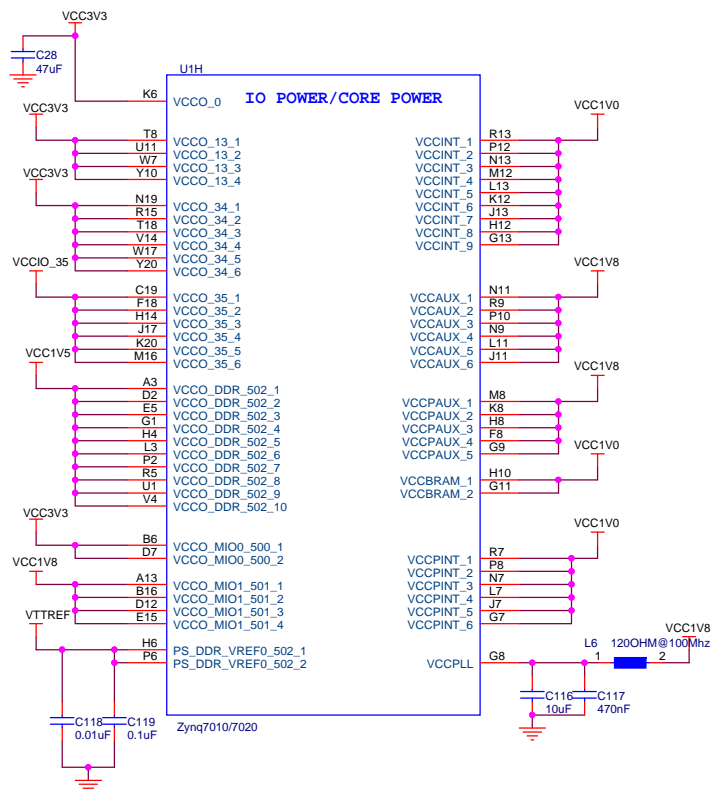 VCC3V3
C28
47uF
U1H
IO POWER/CORE POWER
K6 VCCO_0
VCC3V3
T8 VCCO_13_1
U11 VCCO_13_2
W7 VCCO_13_3
Y10 VCCO_13_4
VCC3V3
N19 VCCO_34_1
R15 VCCO_34_2
T18 VCCO_34_3
V14 VCCO_34_4
W17 VCCO_34_5
Y20 VCCO_34_6
VCCIO_35
C19 VCCO_35_1
F18 VCCO_35_2
H14 VCCO_35_3
J17 VCCO_35_4
K20 VCCO_35_5
M16 VCCO_35_6
VCC1V5
A3 VCCO_DDR_502_1
D2 VCCO_DDR_502_2
E5 VCCO_DDR_502_3
G1 VCCO_DDR_502_4
H4 VCCO_DDR_502_5
L3 VCCO_DDR_502_6
P2 VCCO_DDR_502_7
R5 VCCO_DDR_502_8
U1 VCCO_DDR_502_9
V4 VCCO_DDR_502_10
VCC3V3
B6 VCCO_MIO0_500_1
D7 VCCO_MIO0_500_2
VCC1V8
A13 VCCO_MIO1_501_1
B16 VCCO_MIO1_501_2
D12 VCCO_MIO1_501_3
E15 VCCO_MIO1_501_4
VTTREF
H6 PS_DDR_VREF0_502_1
P6 PS_DDR_VREF0_502_2
C118
0.01uF
C119
0.1uF
Zynq7010/7020
VCC1V0
VCCINT_1 R13
VCCINT_2 P12
VCCINT_3 N13
VCCINT_4 M12
VCCINT_5 L13
VCCINT_6 K12
VCCINT_7 J13
VCCINT_8 H12
VCCINT_9 G13
VCC1V8
VCCAUX_1 N11
VCCAUX_2 R9
VCCAUX_3 P10
VCCAUX_4 N9
VCCAUX_5 L11
VCCAUX_6 J11
VCC1V8
VCCPAUX_1 M8
VCCPAUX_2 K8
VCCPAUX_3 H8
VCCPAUX_4 F8
VCCPAUX_5 G9
VCC1V0
VCCBRAM_1 H10
VCCBRAM_2 G11
VCC1V0
VCCPINT_1 R7
VCCPINT_2 P8
VCCPINT_3 N7
VCCPINT_4 L7
VCCPINT_5 J7
VCCPINT_6 G7
VCC1V8
L6 120OHM@100Mhz
VCCPLL G8 1 2
C116
10uF
C117
470nF